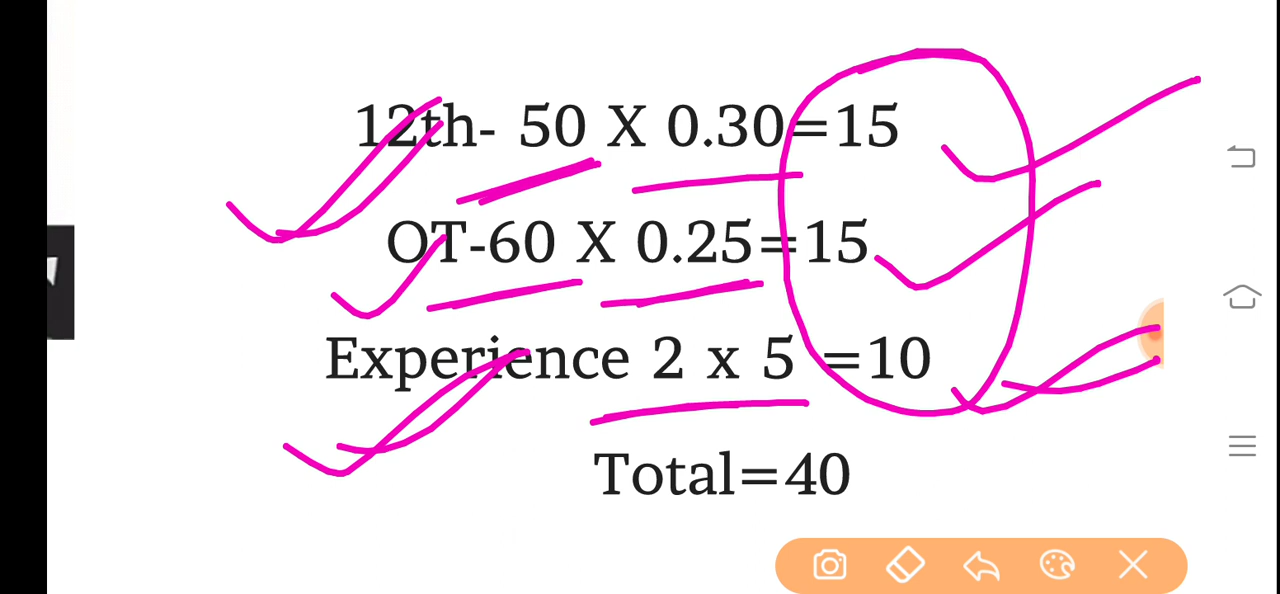 12th- 50 X 0.30=15
OT-60 X 0.25=15
Experience 2 x 5 =10
Total=40